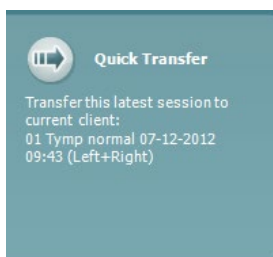 Quick Transfer
Transfer this latest session to
current client:
01 Tymp normal 07-12-2012
09:43 (Left+Right)